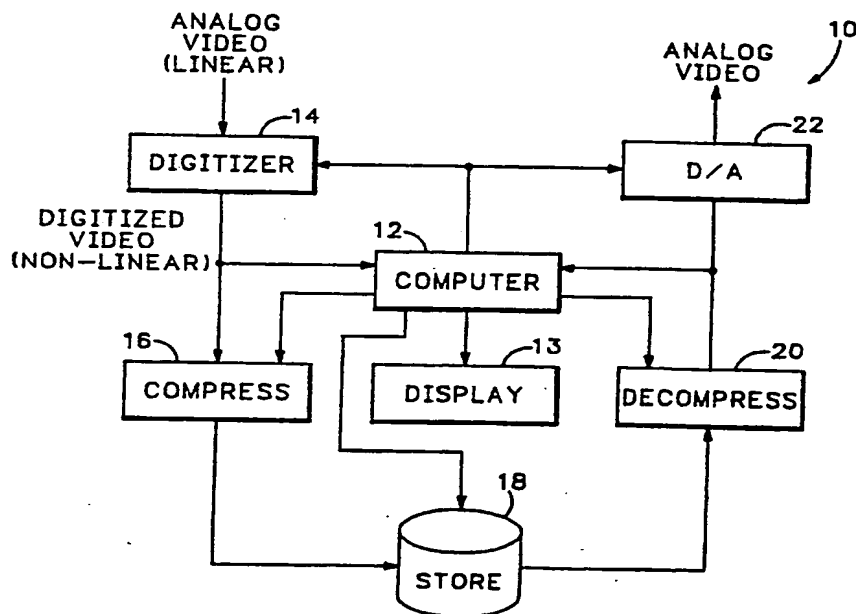 ANALOG
VIDEO
(LINEAR)
ANALOG
VIDEO
10
14
DIGITIZER
22
D/A
DIGITIZED
VIDEO
(NON-LINEAR)
12
COMPUTER
16
COMPRESS
13
DISPLAY
20
DECOMPRESS
18
STORE